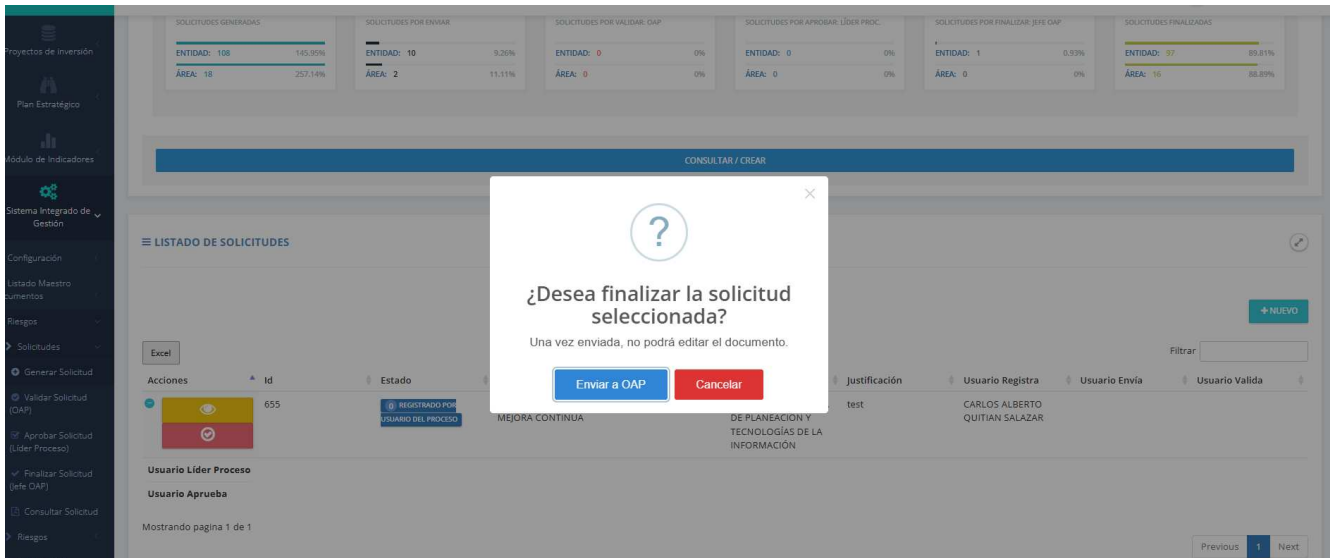 SOLICITUDES GENERADAS
SOLICITUDES POR ENVIAR
SOLICITUDES POR VALIDAR: OAP
SOLICITUDES POR APROBAR: LÍDER PROC.
SOLICITUDES POR FINALIZAR: JEFE OAP
SOLICITUDES FINALIZADAS
ENTIDAD: 108 145.95%
ENTIDAD: 10 9.26%
ENTIDAD: 0 0%
ENTIDAD: 0 0%
ENTIDAD: 1 0.93%
ENTIDAD: 97 89.81%
ÁREA: 18 257.14%
ÁREA: 2 11.11%
ÁREA: 0 0%
ÁREA: 0 0%
ÁREA: 0 0%
ÁREA: 16 88.89%
Proyectos de inversión
Plan Estratégico
Módulo de Indicadores
Sistema Integrado de
Gestión
Configuración
Listado Maestro
cumentos
Riesgos
Solicitudes
Generar Solicitud
Validar Solicitud
(OAP)
Aprobar Solicitud
(Líder Proceso)
Finalizar Solicitud
(Jefe OAP)
Consultar Solicitud
Riesgos
CONSULTAR / CREAR
LISTADO DE SOLICITUDES
+ NUEVO
Excel
Filtrar
Acciones Id Estado Justificación Usuario Registra Usuario Envía Usuario Valida
655
0 REGISTRADO POR
USUARIO DEL PROCESO
MEJORA CONTINUA
DE PLANEACIÓN Y
TECNOLOGÍAS DE LA
INFORMACIÓN
test
CARLOS ALBERTO
QUITIAN SALAZAR
Usuario Líder Proceso
Usuario Aprueba
Mostrando pagina 1 de 1
Previous 1 Next
?
¿Desea finalizar la solicitud
seleccionada?
Una vez enviada, no podrá editar el documento.
Enviar a OAP Cancelar